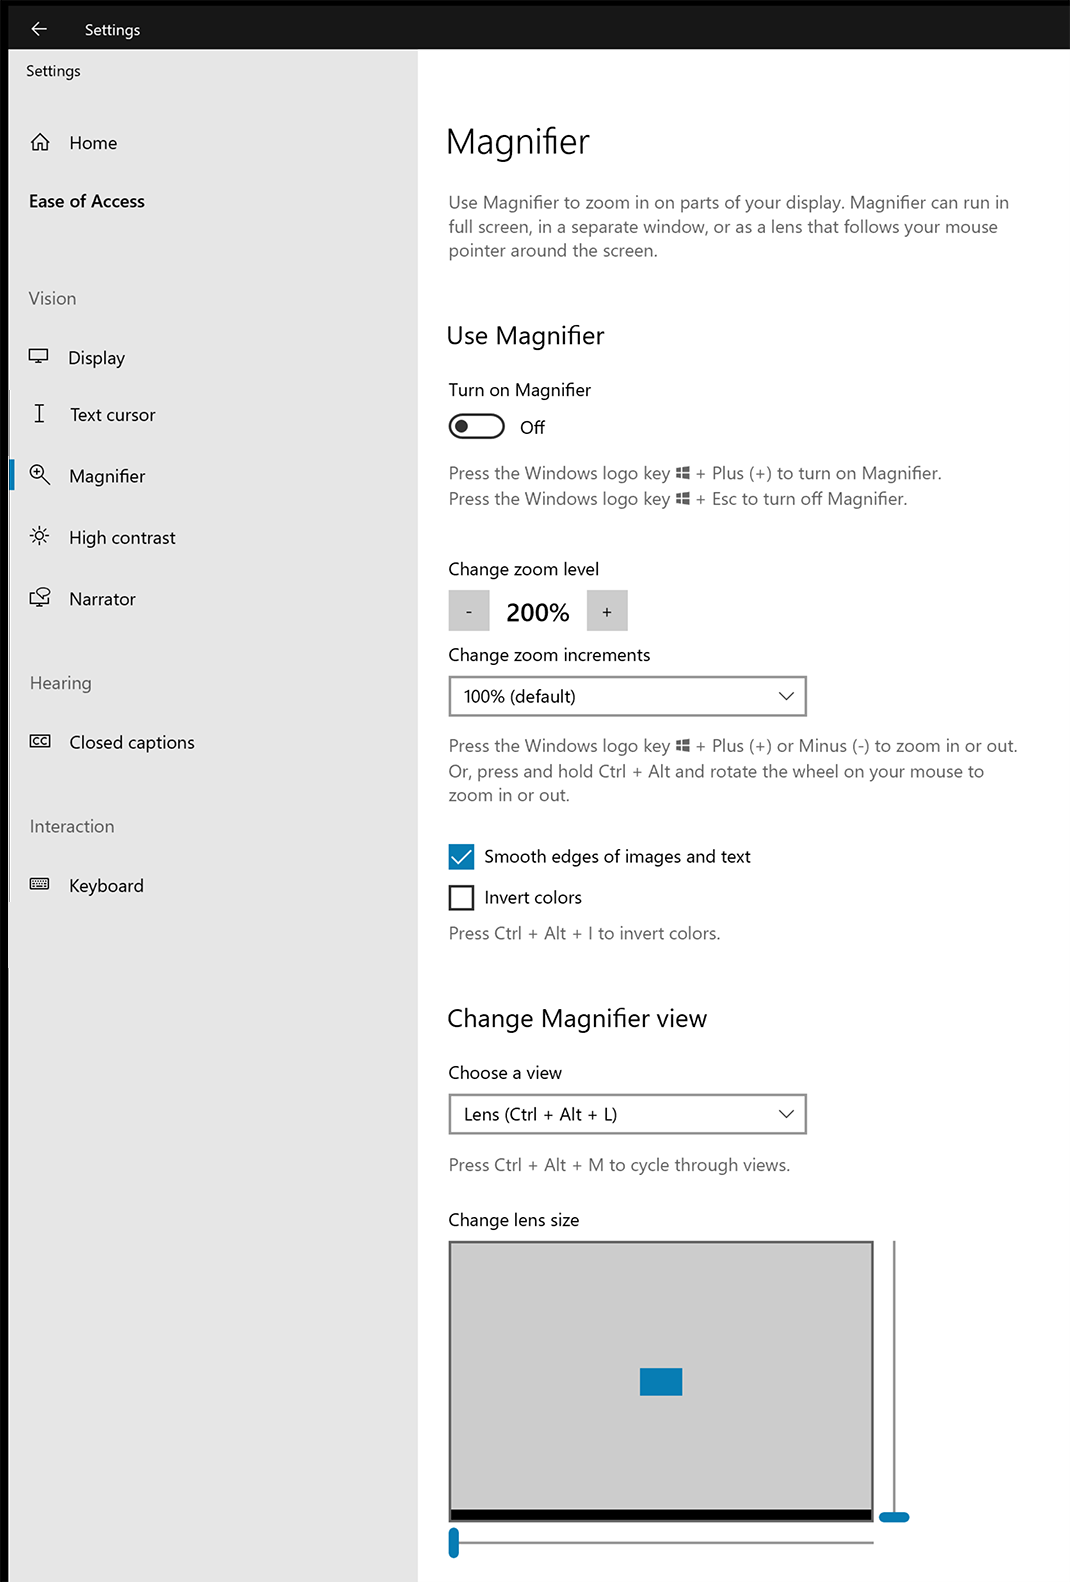 Settings
Settings
Home
Ease of Access
Vision
Display
Text cursor
Magnifier
High contrast
Narrator
Hearing
CC Closed captions
Interaction
Keyboard
Magnifier
Use Magnifier to zoom in on parts of your display. Magnifier can run in
full screen, in a separate window, or as a lens that follows your mouse
pointer around the screen.
Use Magnifier
Turn on Magnifier
Off
Press the Windows logo key + Plus (+) to turn on Magnifier.
Press the Windows logo key + Esc to turn off Magnifier.
Change zoom level
- 200% +
Change zoom increments
100% (default)
Press the Windows logo key + Plus (+) or Minus (-) to zoom in or out.
Or, press and hold Ctrl + Alt and rotate the wheel on your mouse to
zoom in or out.
Smooth edges of images and text
Invert colors
Press Ctrl + Alt + I to invert colors.
Change Magnifier view
Choose a view
Lens (Ctrl + Alt + L)
Press Ctrl + Alt + M to cycle through views.
Change lens size